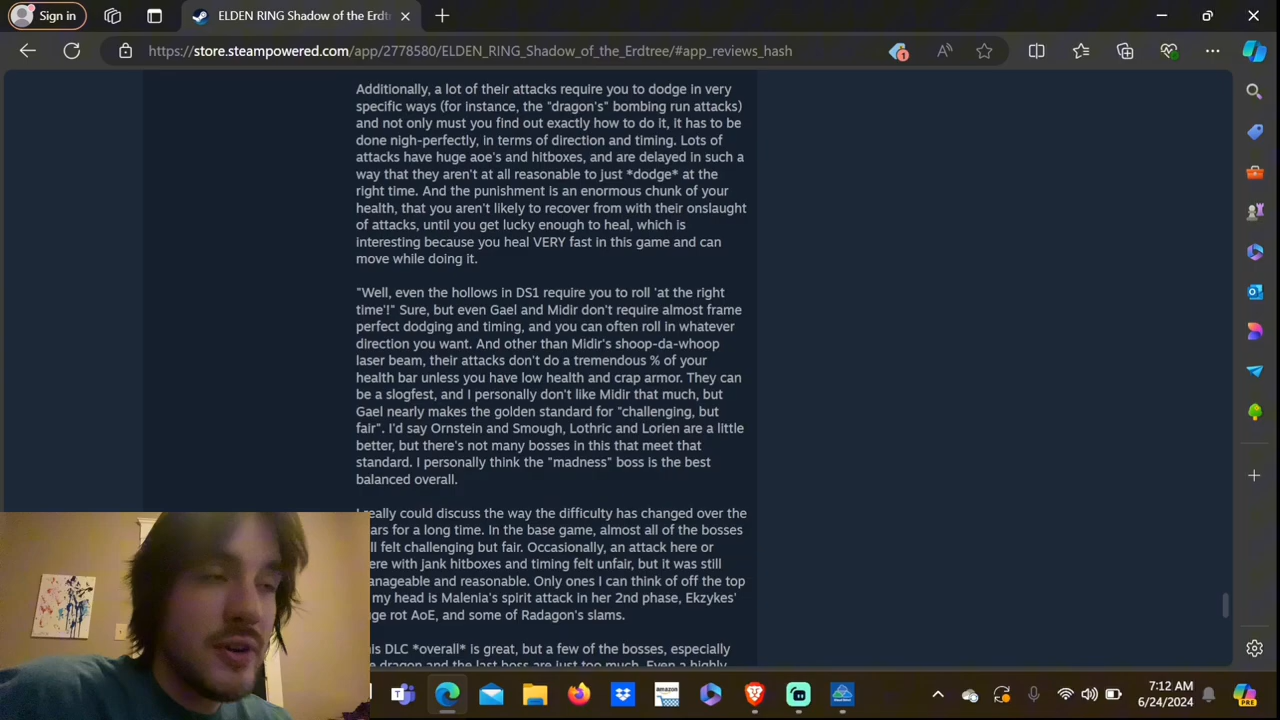 Sign in
ELDEN RING Shadow of the Erdtr
https://store.steampowered.com/app/2778580/ELDEN_RING_Shadow_of_the_Erdtree/#app_reviews_hash
1
Additionally, a lot of their attacks require you to dodge in very
specific ways (for instance, the "dragon's" bombing run attacks)
and not only must you find out exactly how to do it, it has to be
done nigh-perfectly, in terms of direction and timing. Lots of
attacks have huge aoe's and hitboxes, and are delayed in such a
way that they aren't at all reasonable to just *dodge* at the
right time. And the punishment is an enormous chunk of your
health, that you aren't likely to recover from with their onslaught
of attacks, until you get lucky enough to heal, which is
interesting because you heal VERY fast in this game and can
move while doing it.
"Well, even the hollows in DS1 require you to roll 'at the right
time'!" Sure, but even Gael and Midir don't require almost frame
perfect dodging and timing, and you can often roll in whatever
direction you want. And other than Midir's shoop-da-whoop
laser beam, their attacks don't do a tremendous % of your
health bar unless you have low health and crap armor. They can
be a slogfest, and I personally don't like Midir that much, but
Gael nearly makes the golden standard for "challenging, but
fair". I'd say Ornstein and Smough, Lothric and Lorien are a little
better, but there's not many bosses in this that meet that
standard. I personally think the "madness" boss is the best
balanced overall.
I really could discuss the way the difficulty has changed over the
ars for a long time. In the base game, almost all of the bosses
ll felt challenging but fair. Occasionally, an attack here or
ere with jank hitboxes and timing felt unfair, but it was still
anageable and reasonable. Only ones I can think of off the top
my head is Malenia's spirit attack in her 2nd phase, Ekzykes'
ge rot AoE, and some of Radagon's slams.
is DLC *overall* is great, but a few of the bosses, especially
e dragon and the last boss are just too much. Even a highly
amazon
PRE
7:12 AM
6/24/2024